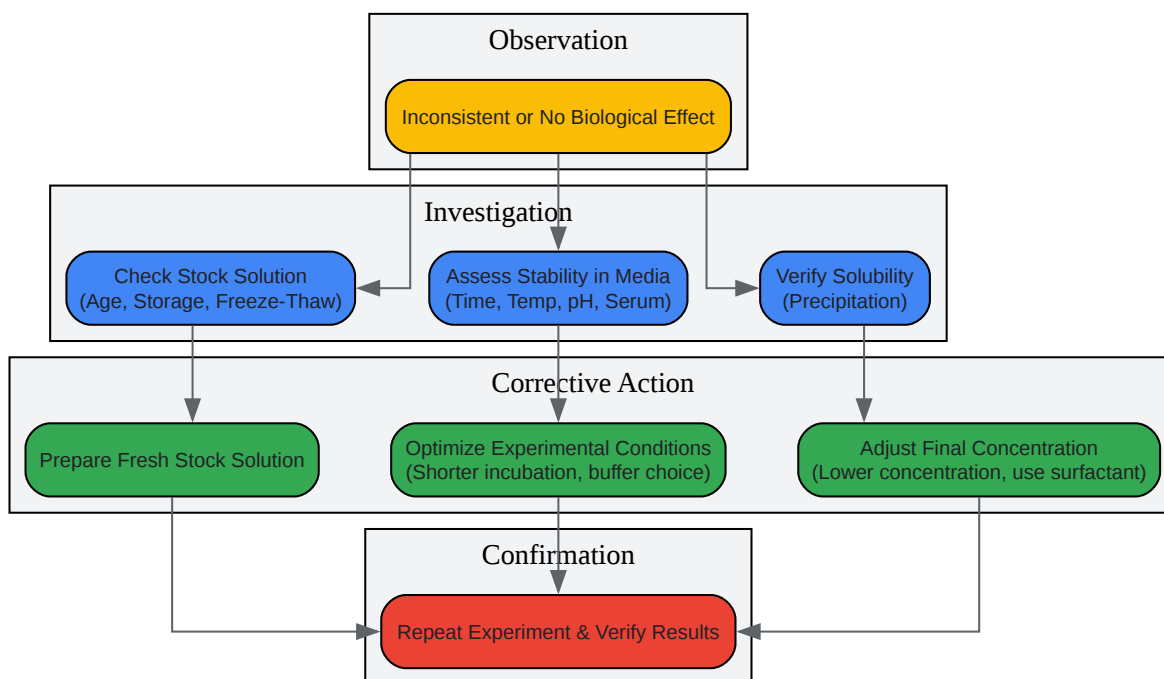 Observation
Inconsistent or No Biological Effect
Investigation
Check Stock Solution
(Age, Storage, Freeze-Thaw)
Assess Stability in Media
(Time, Temp, pH, Serum)
Verify Solubility
(Precipitation)
Corrective Action
Prepare Fresh Stock Solution
Optimize Experimental Conditions
(Shorter incubation, buffer choice)
Adjust Final Concentration
(Lower concentration, use surfactant)
Confirmation
Repeat Experiment & Verify Results